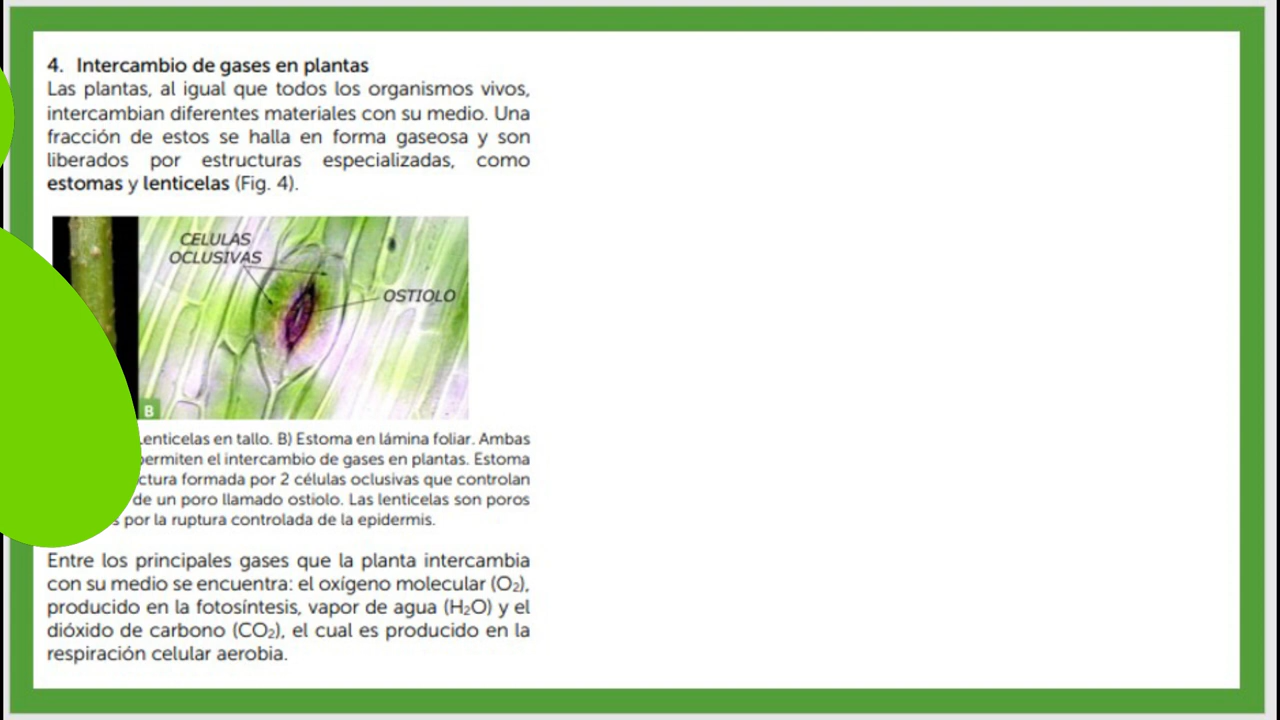 4. Intercambio de gases en plantas
Las plantas, al igual que todos los organismos vivos,
intercambian diferentes materiales con su medio. Una
fracción de estos se halla en forma gaseosa y son
liberados por estructuras especializadas, como
estomas y lenticelas (Fig. 4).
CELULAS
OCLUSIVAS
OSTIOLO
B
Lenticelas en tallo. B) Estoma en lámina foliar. Ambas
permiten el intercambio de gases en plantas. Estoma
ctura formada por 2 células oclusivas que controlan
de un poro llamado ostiolo. Las lenticelas son poros
s por la ruptura controlada de la epidermis.
Entre los principales gases que la planta intercambia
con su medio se encuentra: el oxígeno molecular (O₂),
producido en la fotosíntesis, vapor de agua (H₂O) y el
dióxido de carbono (CO₂), el cual es producido en la
respiración celular aerobia.